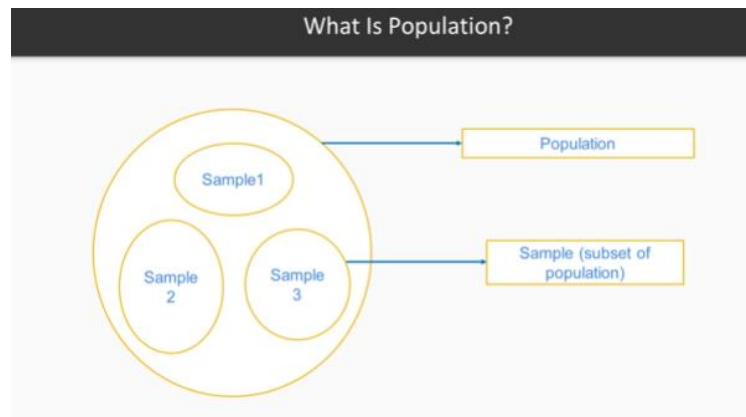 What Is Population?
Population
Sample1
Sample (subset of
population)
Sample
2
Sample
3